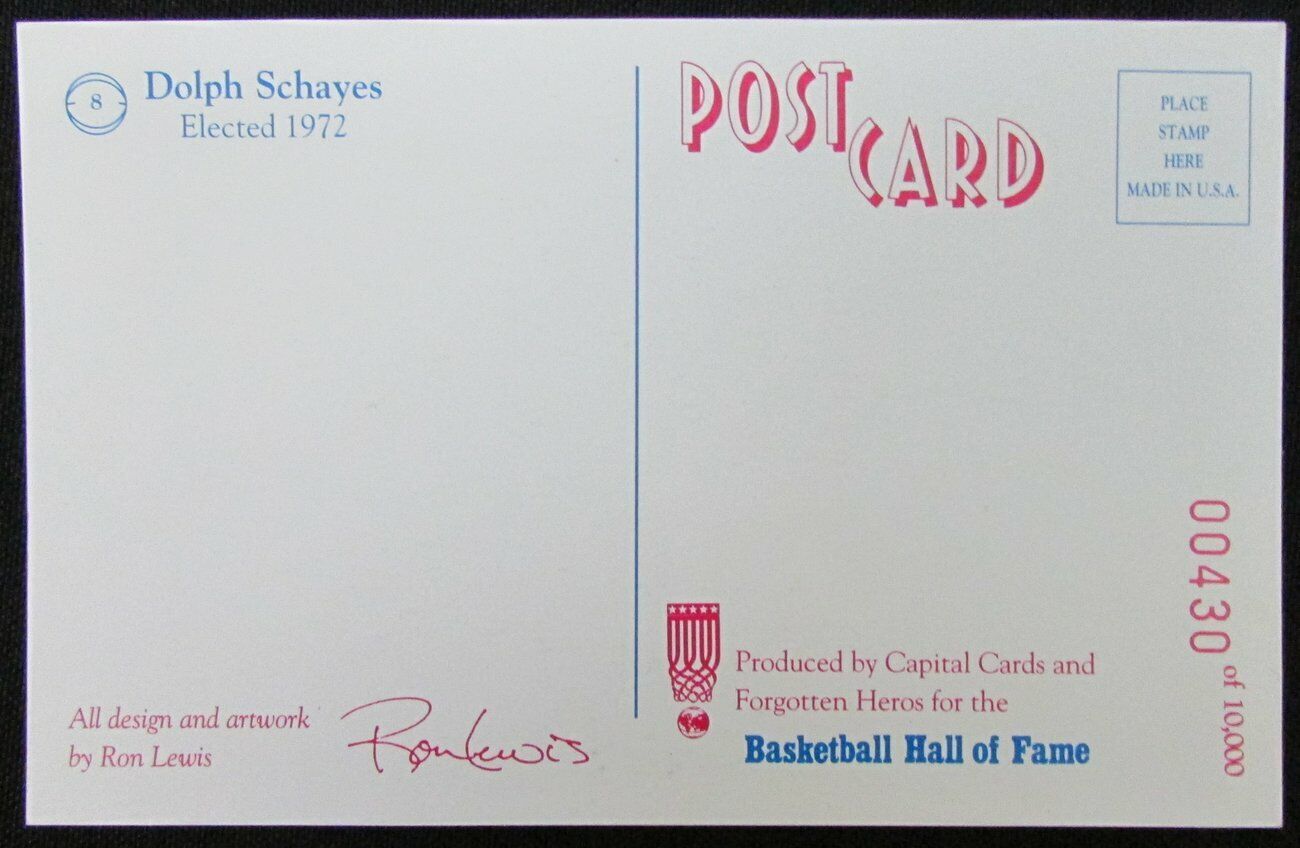 8
Dolph Schayes
Elected 1972
POST
CARD
PLACE
STAMP
HERE
MADE IN U.S.A.
All design and artwork
by Ron Lewis
Ron Lewis
Produced by Capital Cards and
Forgotten Heros for the
Basketball Hall of Fame
00430 of 10,000